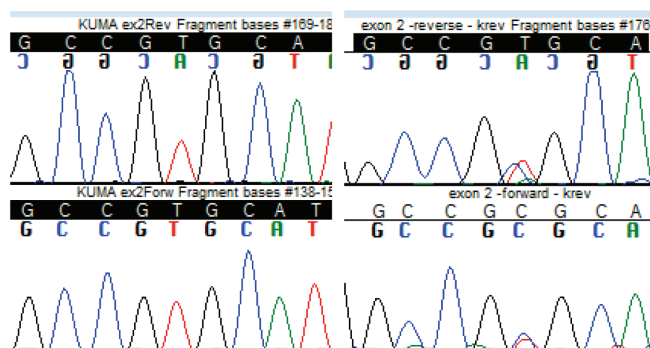 KUMA ex2Rev Fragment bases #169-18
G C C G T G C A
C G G C A C G T A
exon 2 -reverse - krev Fragment bases #176
G C C G T G C A
C G G C A C G T
KUMA ex2Forw Fragment bases #138-15
G C C G T G C A T
G C C G T G C A T
exon 2 -forward - krev
G C C G C G C A
G C C G C G C A